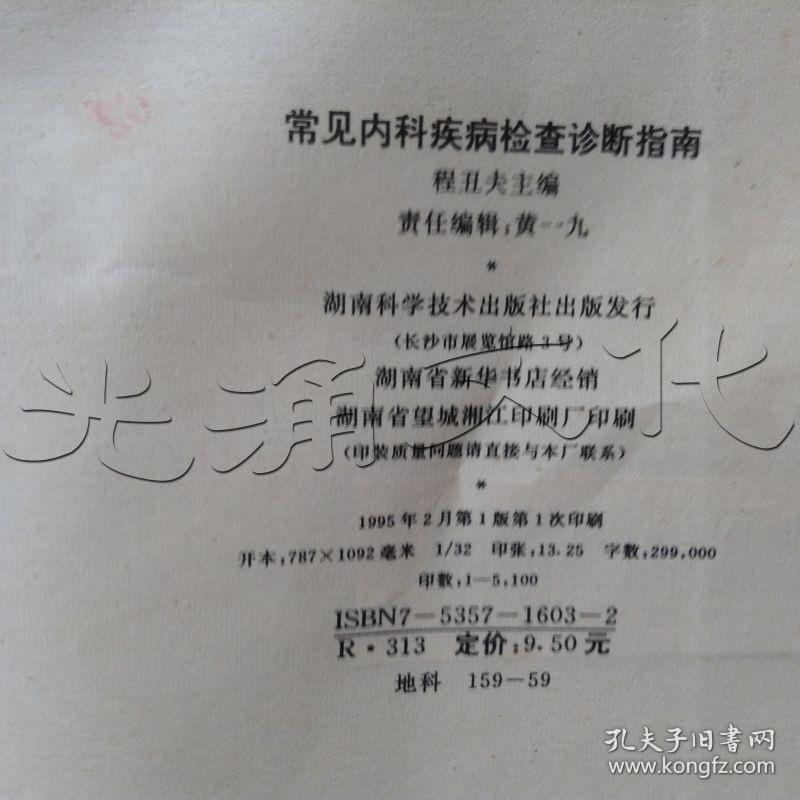 常见内科疾病检查诊断指南
程丑夫主编
责任编辑:黄一九
*
湖南科学技术出版社出版发行
(长沙市展览馆路3号)
湖南省新华书店经销
湖南省望城湘江印刷厂印刷
(印装质量问题请直接与本厂联系)
*
1995年2月第1版第1次印刷
开本:787×1092毫米 1/32 印张:13.25 字数:299,000
印数:1—5,100
ISBN7—5357—1603—2
R·313 定价:9.50元
地科 159—59
光涌文化
孔夫子旧书网
www.kongfz.com